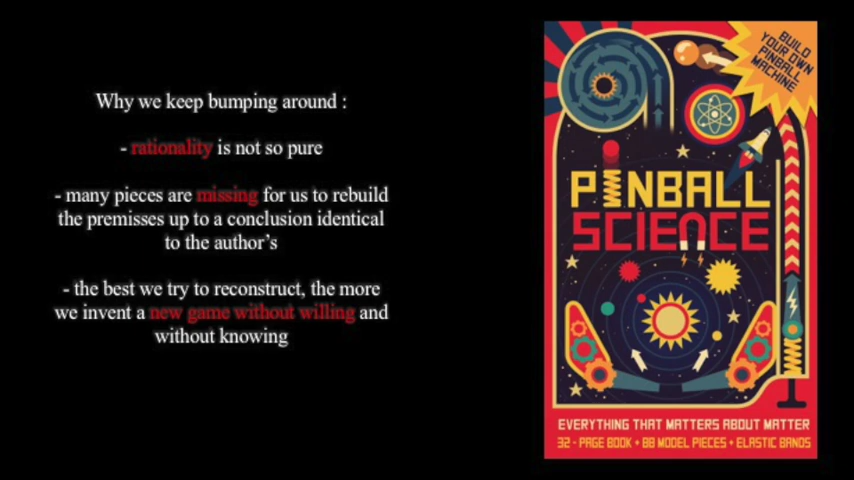 Why we keep bumping around :
- rationality is not so pure
- many pieces are missing for us to rebuild
the premisses up to a conclusion identical
to the author’s
- the best we try to reconstruct, the more
we invent a new game without willing and
without knowing
BUILD
YOUR OWN
PINBALL
MACHINE
PINBALL
SCIENCE
EVERYTHING THAT MATTERS ABOUT MATTER
32 - PAGE BOOK + 88 MODEL PIECES + ELASTIC BANDS